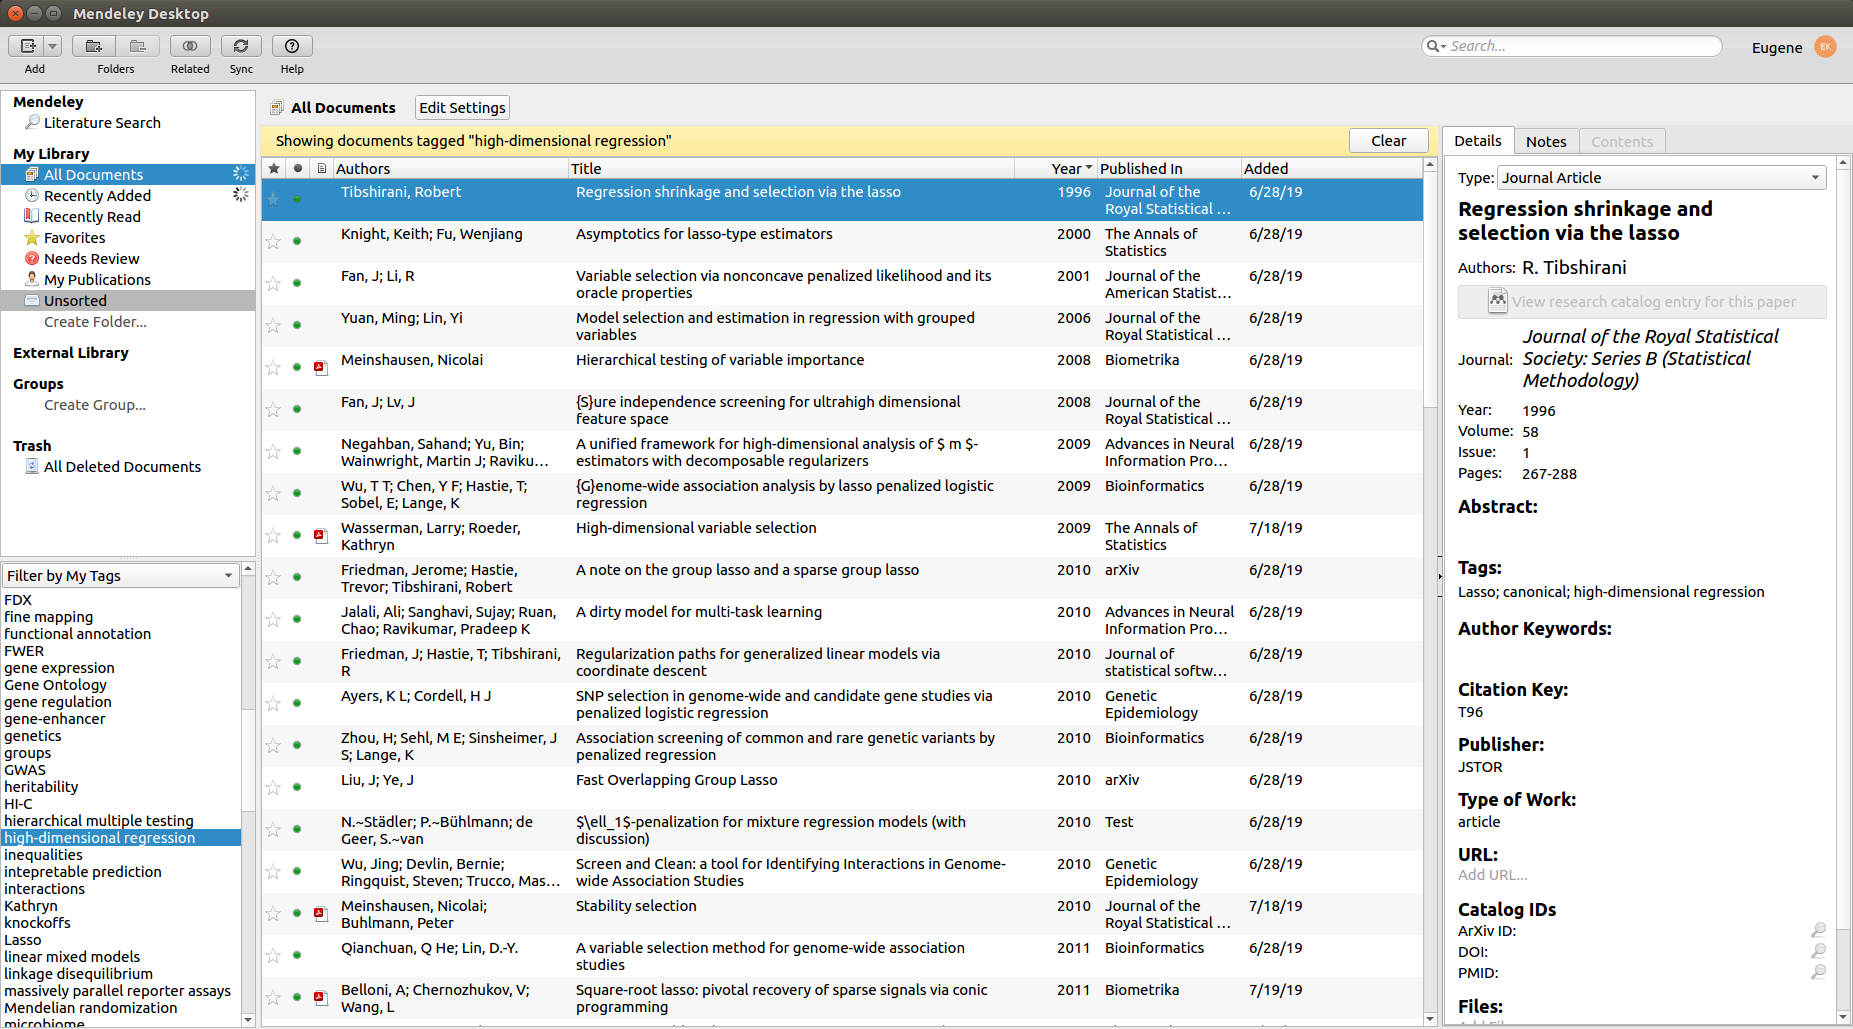 Mendeley Desktop
Add
Folders
Related
Sync
Help
Search...
Eugene
EK
Mendeley
Literature Search
My Library
All Documents
Recently Added
Recently Read
Favorites
Needs Review
My Publications
Unsorted
Create Folder...
External Library
Groups
Create Group...
Trash
All Deleted Documents
Filter by My Tags
FDX
fine mapping
functional annotation
FWER
gene expression
Gene Ontology
gene regulation
gene-enhancer
genetics
groups
GWAS
heritability
HI-C
hierarchical multiple testing
high-dimensional regression
inequalities
intepretable prediction
interactions
Kathryn
knockoffs
Lasso
linear mixed models
linkage disequilibrium
massively parallel reporter assays
Mendelian randomization
microbiome
All Documents
Edit Settings
Showing documents tagged "high-dimensional regression"
Clear
Authors Title Year Published In Added
Tibshirani, Robert Regression shrinkage and selection via the lasso 1996 Journal of the 6/28/19
Royal Statistical ...
Knight, Keith; Fu, Wenjiang Asymptotics for lasso-type estimators 2000 The Annals of 6/28/19
Statistics
Fan, J; Li, R Variable selection via nonconcave penalized likelihood and its 2001 Journal of the 6/28/19
oracle properties American Statist...
Yuan, Ming; Lin, Yi Model selection and estimation in regression with grouped 2006 Journal of the 6/28/19
variables Royal Statistical ...
Meinshausen, Nicolai Hierarchical testing of variable importance 2008 Biometrika 6/28/19
Fan, J; Lv, J {S}ure independence screening for ultrahigh dimensional 2008 Journal of the 6/28/19
feature space Royal Statistical ...
Negahban, Sahand; Yu, Bin; A unified framework for high-dimensional analysis of $ m $- 2009 Advances in Neural 6/28/19
Wainwright, Martin J; Raviku... estimators with decomposable regularizers Information Pro...
Wu, T T; Chen, Y F; Hastie, T; {G}enome-wide association analysis by lasso penalized logistic 2009 Bioinformatics 6/28/19
Sobel, E; Lange, K regression
Wasserman, Larry; Roeder, High-dimensional variable selection 2009 The Annals of 7/18/19
Kathryn Statistics
Friedman, Jerome; Hastie, A note on the group lasso and a sparse group lasso 2010 arXiv 6/28/19
Trevor; Tibshirani, Robert
Jalali, Ali; Sanghavi, Sujay; Ruan, A dirty model for multi-task learning 2010 Advances in Neural 6/28/19
Chao; Ravikumar, Pradeep K Information Pro...
Friedman, J; Hastie, T; Tibshirani, Regularization paths for generalized linear models via 2010 Journal of 6/28/19
R coordinate descent statistical softw...
Ayers, K L; Cordell, H J SNP selection in genome-wide and candidate gene studies via 2010 Genetic 6/28/19
penalized logistic regression Epidemiology
Zhou, H; Sehl, M E; Sinsheimer, J Association screening of common and rare genetic variants by 2010 Bioinformatics 6/28/19
S; Lange, K penalized regression
Liu, J; Ye, J Fast Overlapping Group Lasso 2010 arXiv 6/28/19
N.~Städler; P.~Bühlmann; de $\ell_1$-penalization for mixture regression models (with 2010 Test 6/28/19
Geer, S.~van discussion)
Wu, Jing; Devlin, Bernie; Screen and Clean: a tool for Identifying Interactions in Genome- 2010 Genetic 6/28/19
Ringquist, Steven; Trucco, Mas... wide Association Studies Epidemiology
Meinshausen, Nicolai; Stability selection 2010 Journal of the 7/18/19
Buhlmann, Peter Royal Statistical ...
Qianchuan, Q He; Lin, D.-Y. A variable selection method for genome-wide association 2011 Bioinformatics 6/28/19
studies
Belloni, A; Chernozhukov, V; Square-root lasso: pivotal recovery of sparse signals via conic 2011 Biometrika 7/19/19
Wang, L programming
Details
Notes
Contents
Type: Journal Article
Regression shrinkage and
selection via the lasso
Authors: R. Tibshirani
View research catalog entry for this paper
Journal: Journal of the Royal Statistical
Society: Series B (Statistical
Methodology)
Year: 1996
Volume: 58
Issue: 1
Pages: 267-288
Abstract:
Tags:
Lasso; canonical; high-dimensional regression
Author Keywords:
Citation Key:
T96
Publisher:
JSTOR
Type of Work:
article
URL:
Add URL...
Catalog IDs
ArXiv ID:
DOI:
PMID:
Files: